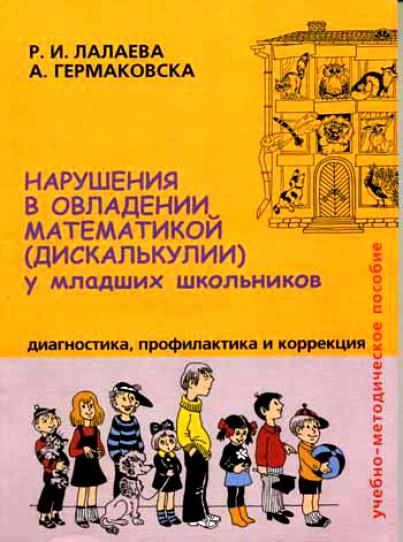 Р. И. ЛАЛАЕВА
А. ГЕРМАКОВСКА
НАРУШЕНИЯ
В ОВЛАДЕНИИ
МАТЕМАТИКОЙ
(ДИСКАЛЬКУЛИИ)
у младших школьников
диагностика, профилактика и коррекция
учебно-методическое пособие